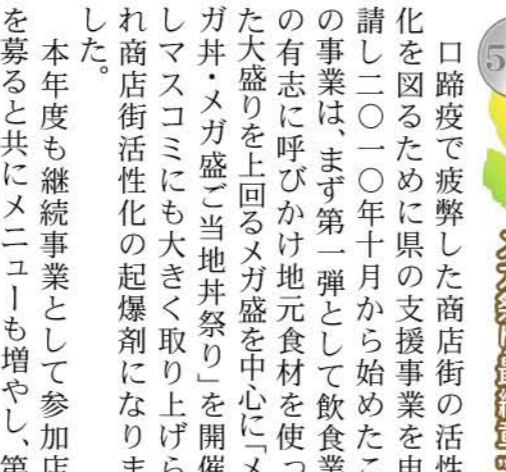 5
口蹄疫で疲弊した商店街の活性
化を図るために県の支援事業を申
請し二〇一〇年十月から始めたこ
の事業は、まず第一弾として飲食業
の有志に呼びかけ地元食材を使っ
た大盛りを上回るメガ盛を中心に「メ
ガ丼・メガ盛ご当地丼祭り」を開催
しマスコミにも大きく取り上げら
れ商店街活性化の起爆剤になりま
した。
本年度も継続事業として参加店
を募ると共にメニューも増やし、第